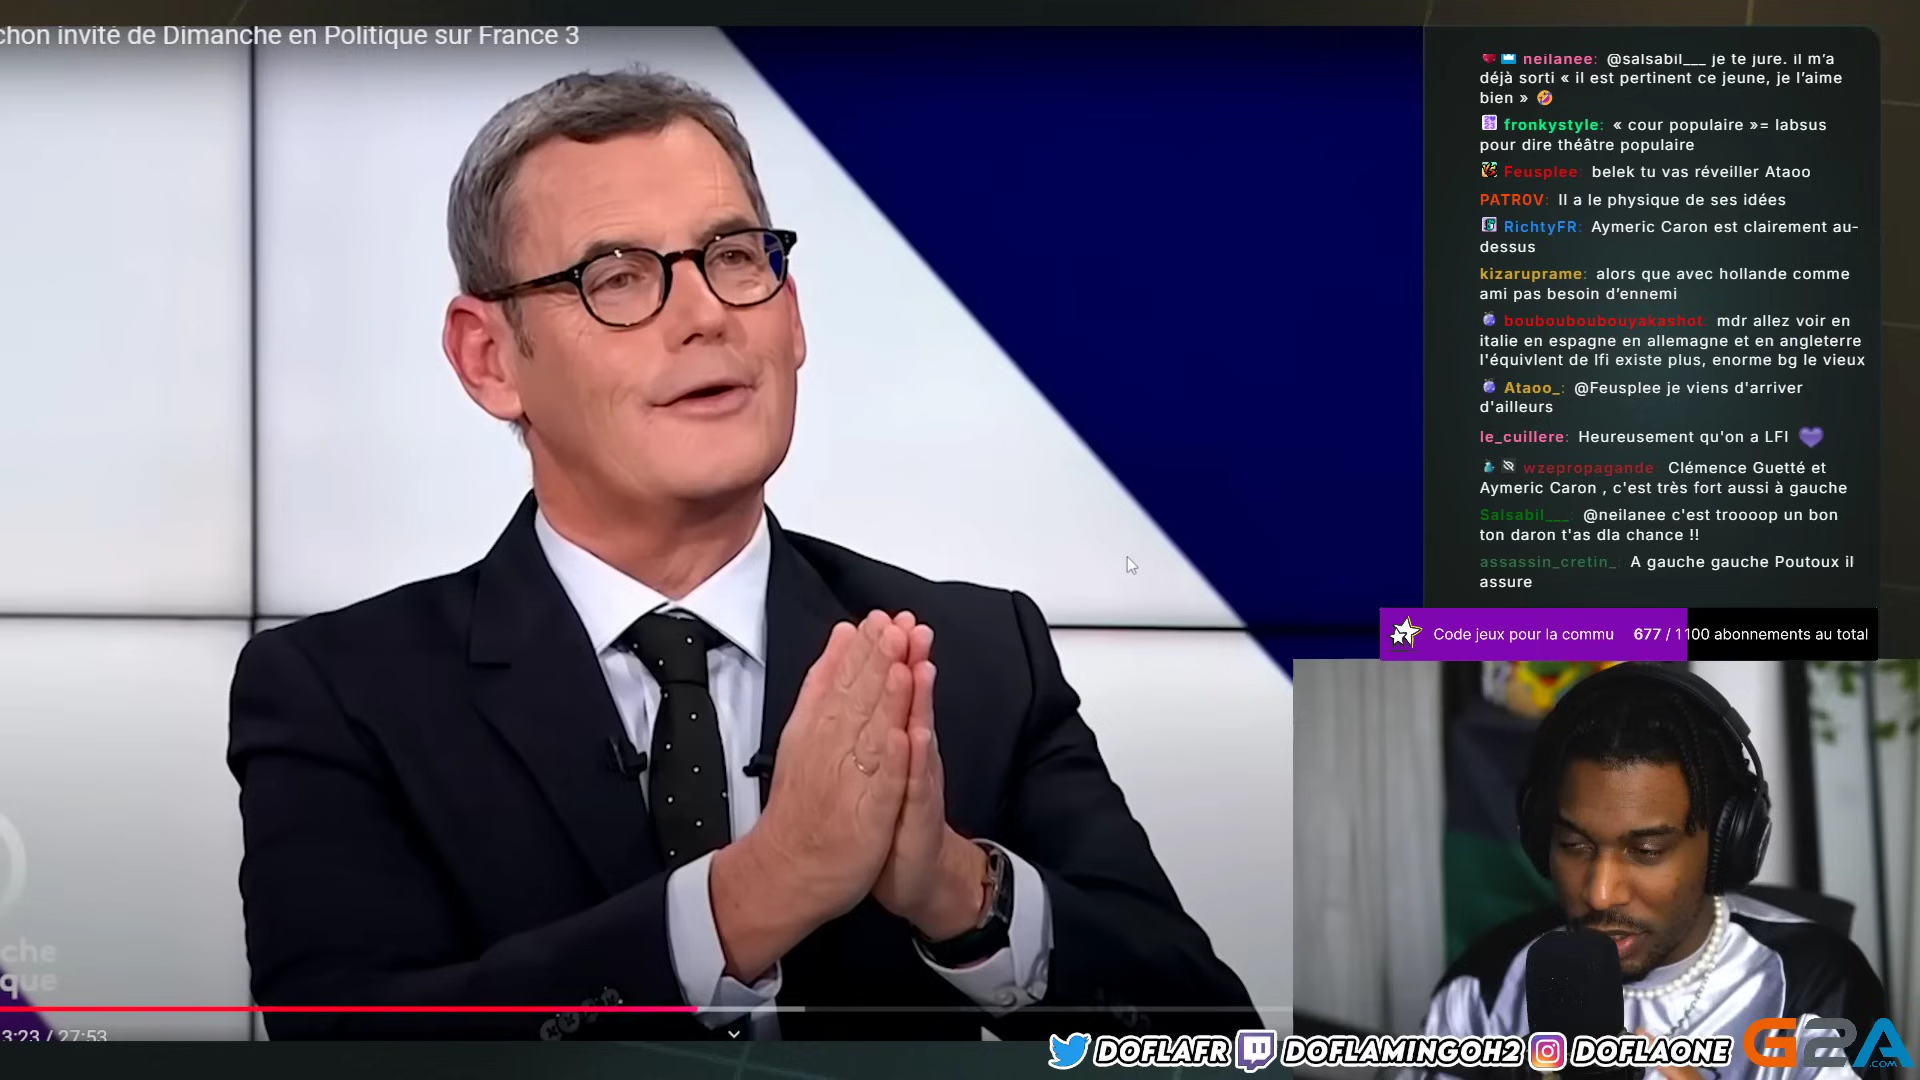 chon invité de Dimanche en Politique sur France 3
neilanee: @salsabil___ je te jure. il m'a
déjà sorti « il est pertinent ce jeune, je l'aime
bien » 🤣
fronkystyle: « cour populaire »= labsus
pour dire théâtre populaire
Feusplee: belek tu vas réveiller Ataoo
PATR0V: Il a le physique de ses idées
RichtyFR: Aymeric Caron est clairement au-
dessus
kizaruprame: alors que avec hollande comme
ami pas besoin d'ennemi
bouboubouBouyakashot: mdr allez voir en
italie en espagne en allemagne et en angleterre
l'équivlent de lfi existe plus, enorme bg le vieux
Ataoo_: @Feusplee je viens d'arriver
d'ailleurs
le_cuillere: Heureusement qu'on a LFI 💜
wzepropagande: Clémence Guetté et
Aymeric Caron , c'est très fort aussi à gauche
Salsabil___: @neilanee c'est troooop un bon
ton daron t'as dla chance !!
assassin_cretin_: A gauche gauche Poutoux il
assure
Code jeux pour la commu 677 / 1100 abonnements au total
che
que
3:23 / 27:53
DOFLAFR DOFLAMINGOH2 DOFLAONE G2A
.COM